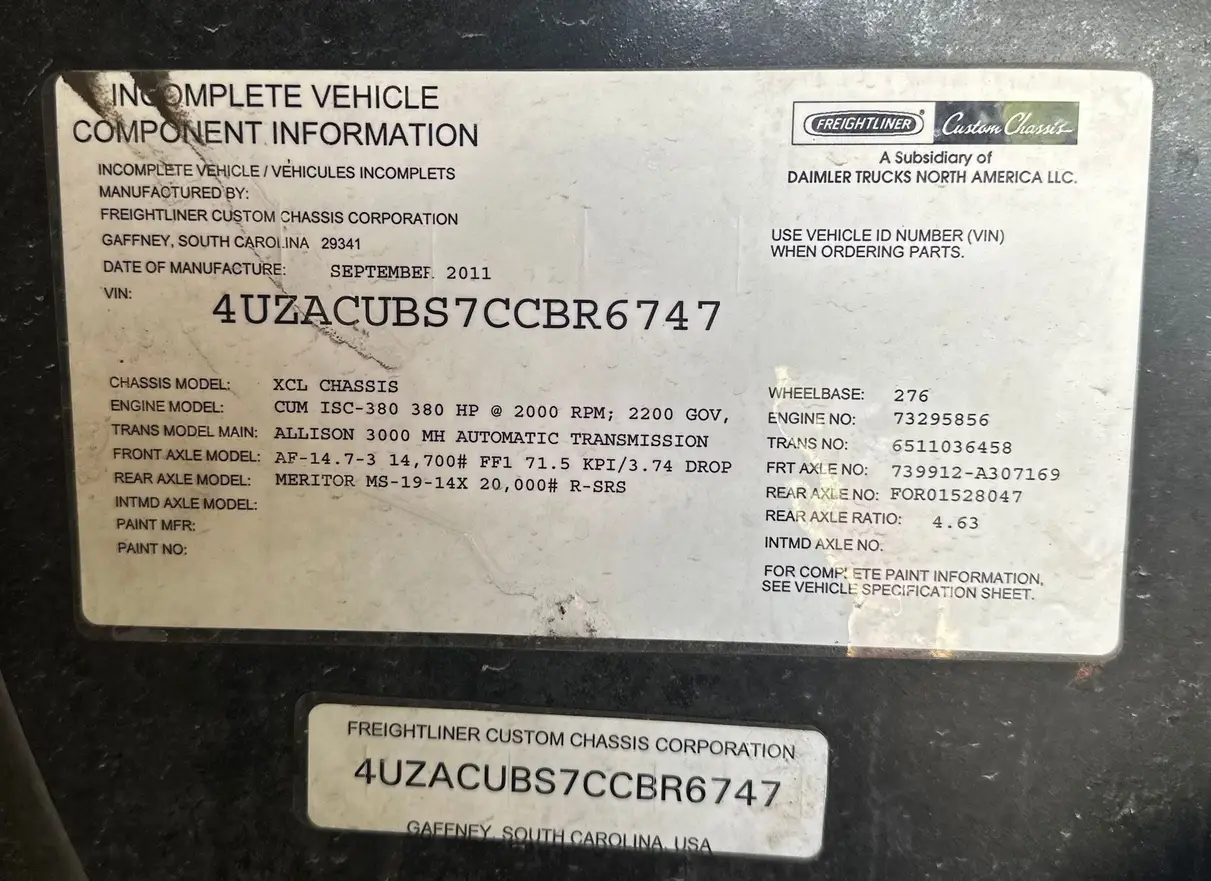 INCOMPLETE VEHICLE
COMPONENT INFORMATION
INCOMPLETE VEHICLE / VÉHICULES INCOMPLETS
MANUFACTURED BY:
FREIGHTLINER CUSTOM CHASSIS CORPORATION
GAFFNEY, SOUTH CAROLINA 29341
DATE OF MANUFACTURE: SEPTEMBER 2011
VIN: 4UZACUBS7CCBR6747
FREIGHTLINER® Custom Chassis
A Subsidiary of
DAIMLER TRUCKS NORTH AMERICA LLC.
USE VEHICLE ID NUMBER (VIN)
WHEN ORDERING PARTS.
CHASSIS MODEL: XCL CHASSIS
ENGINE MODEL: CUM ISC-380 380 HP @ 2000 RPM; 2200 GOV,
TRANS MODEL MAIN: ALLISON 3000 MH AUTOMATIC TRANSMISSION
FRONT AXLE MODEL: AF-14.7-3 14,700# FF1 71.5 KPI/3.74 DROP
REAR AXLE MODEL: MERITOR MS-19-14X 20,000# R-SRS
INTMD AXLE MODEL:
PAINT MFR:
PAINT NO:
WHEELBASE: 276
ENGINE NO: 73295856
TRANS NO: 6511036458
FRT AXLE NO: 739912-A307169
REAR AXLE NO: FOR01528047
REAR AXLE RATIO: 4.63
INTMD AXLE NO.
FOR COMPLETE PAINT INFORMATION,
SEE VEHICLE SPECIFICATION SHEET.
FREIGHTLINER CUSTOM CHASSIS CORPORATION
4UZACUBS7CCBR6747
GAFFNEY, SOUTH CAROLINA, USA